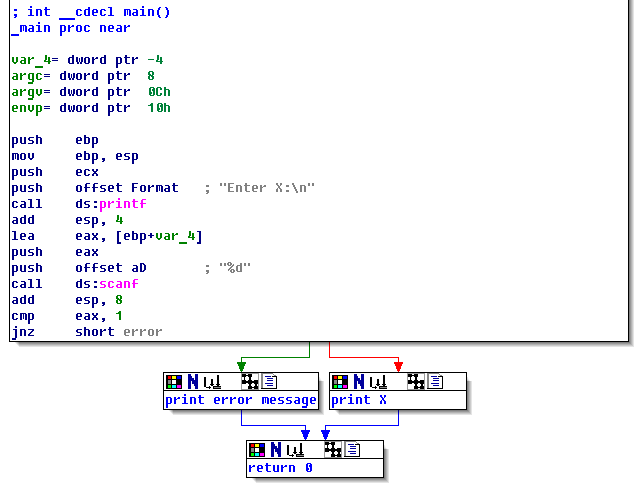 ; int __cdecl main()
_main proc near
var_4= dword ptr -4
argc= dword ptr  8
argv= dword ptr  0Ch
envp= dword ptr  10h
push    ebp
mov     ebp, esp
push    ecx
push    offset Format   ; "Enter X:\n"
call    ds:printf
add     esp, 4
lea     eax, [ebp+var_4]
push    eax
push    offset aD       ; "%d"
call    ds:scanf
add     esp, 8
cmp     eax, 1
jnz     short error
print error message
print X
return 0